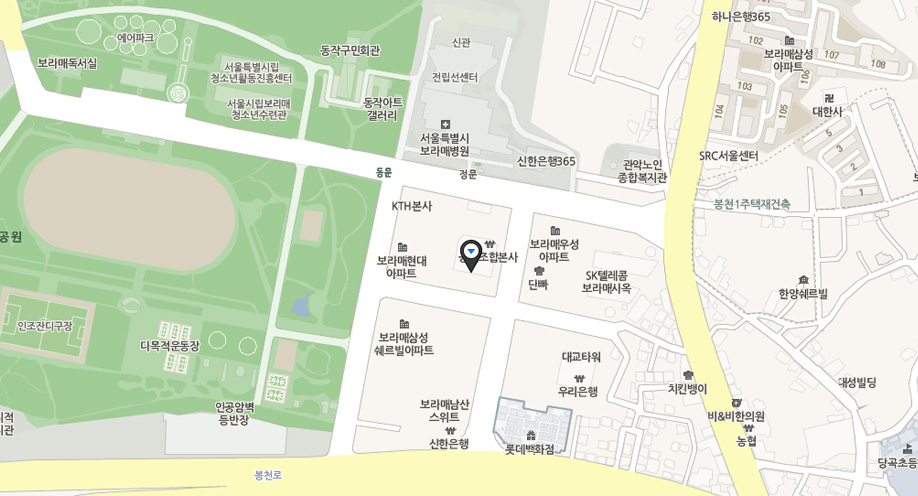 하나은행365
에어파크
보라매독서실
서울특별시립
청소년활동진흥센터
서울시립보라매
청소년수련관
동작구민회관
동작아트
갤러리
신관
전립선센터
서울특별시
보라매병원
102
106
107
108
보라매삼성
아파트
103
104
105
대한사
5
3
2
1
SRC서울센터
신한은행365
관악노인
종합복지관
동문
정문
봉천1주택재건축
KTH본사
공원
보라매현대
아파트
조합본사
보라매우성
아파트
단빠
SK텔레콤
보라매사옥
한양쉐르빌
인조잔디구장
다목적운동장
보라매삼성
쉐르빌아파트
대교타워
우리은행
치킨뱅이
대성빌딩
인공암벽
등반장
보라매남산
스위트
신한은행
롯데백화점
비&비한의원
농협
당곡초등
봉천로